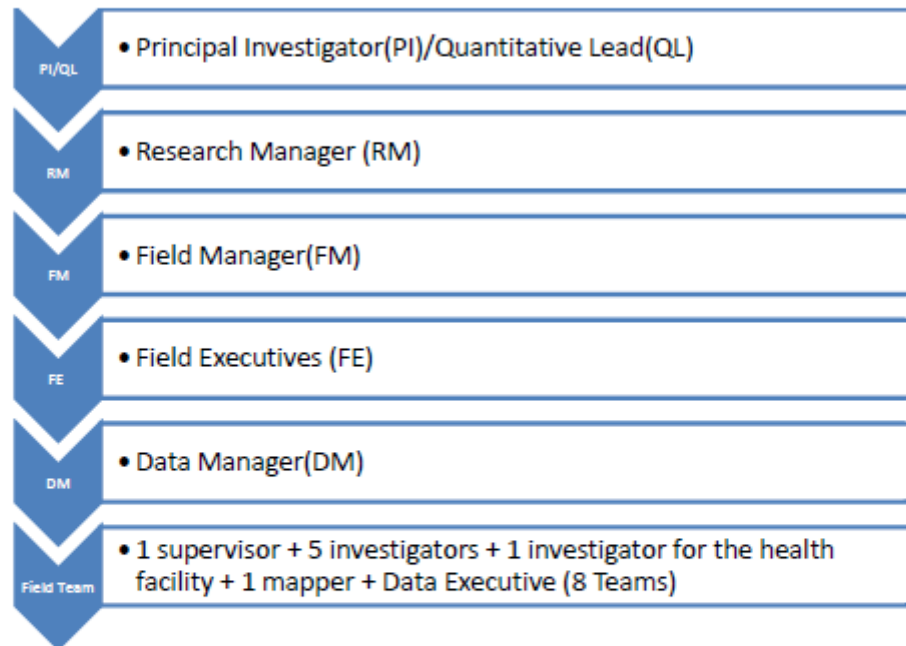 PI/QL
• Principal Investigator(PI)/Quantitative Lead(QL)
RM
• Research Manager (RM)
FM
• Field Manager(FM)
FE
• Field Executives (FE)
DM
• Data Manager(DM)
Field Team
• 1 supervisor + 5 investigators + 1 investigator for the health
facility + 1 mapper + Data Executive (8 Teams)